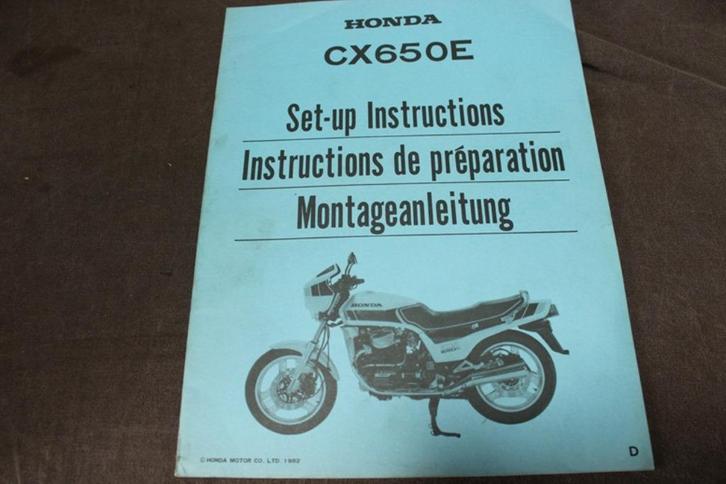 HONDA
CX650E
Set-up Instructions
Instructions de préparation
Montageanleitung
HONDA
© HONDA MOTOR CO., LTD. 1982
D